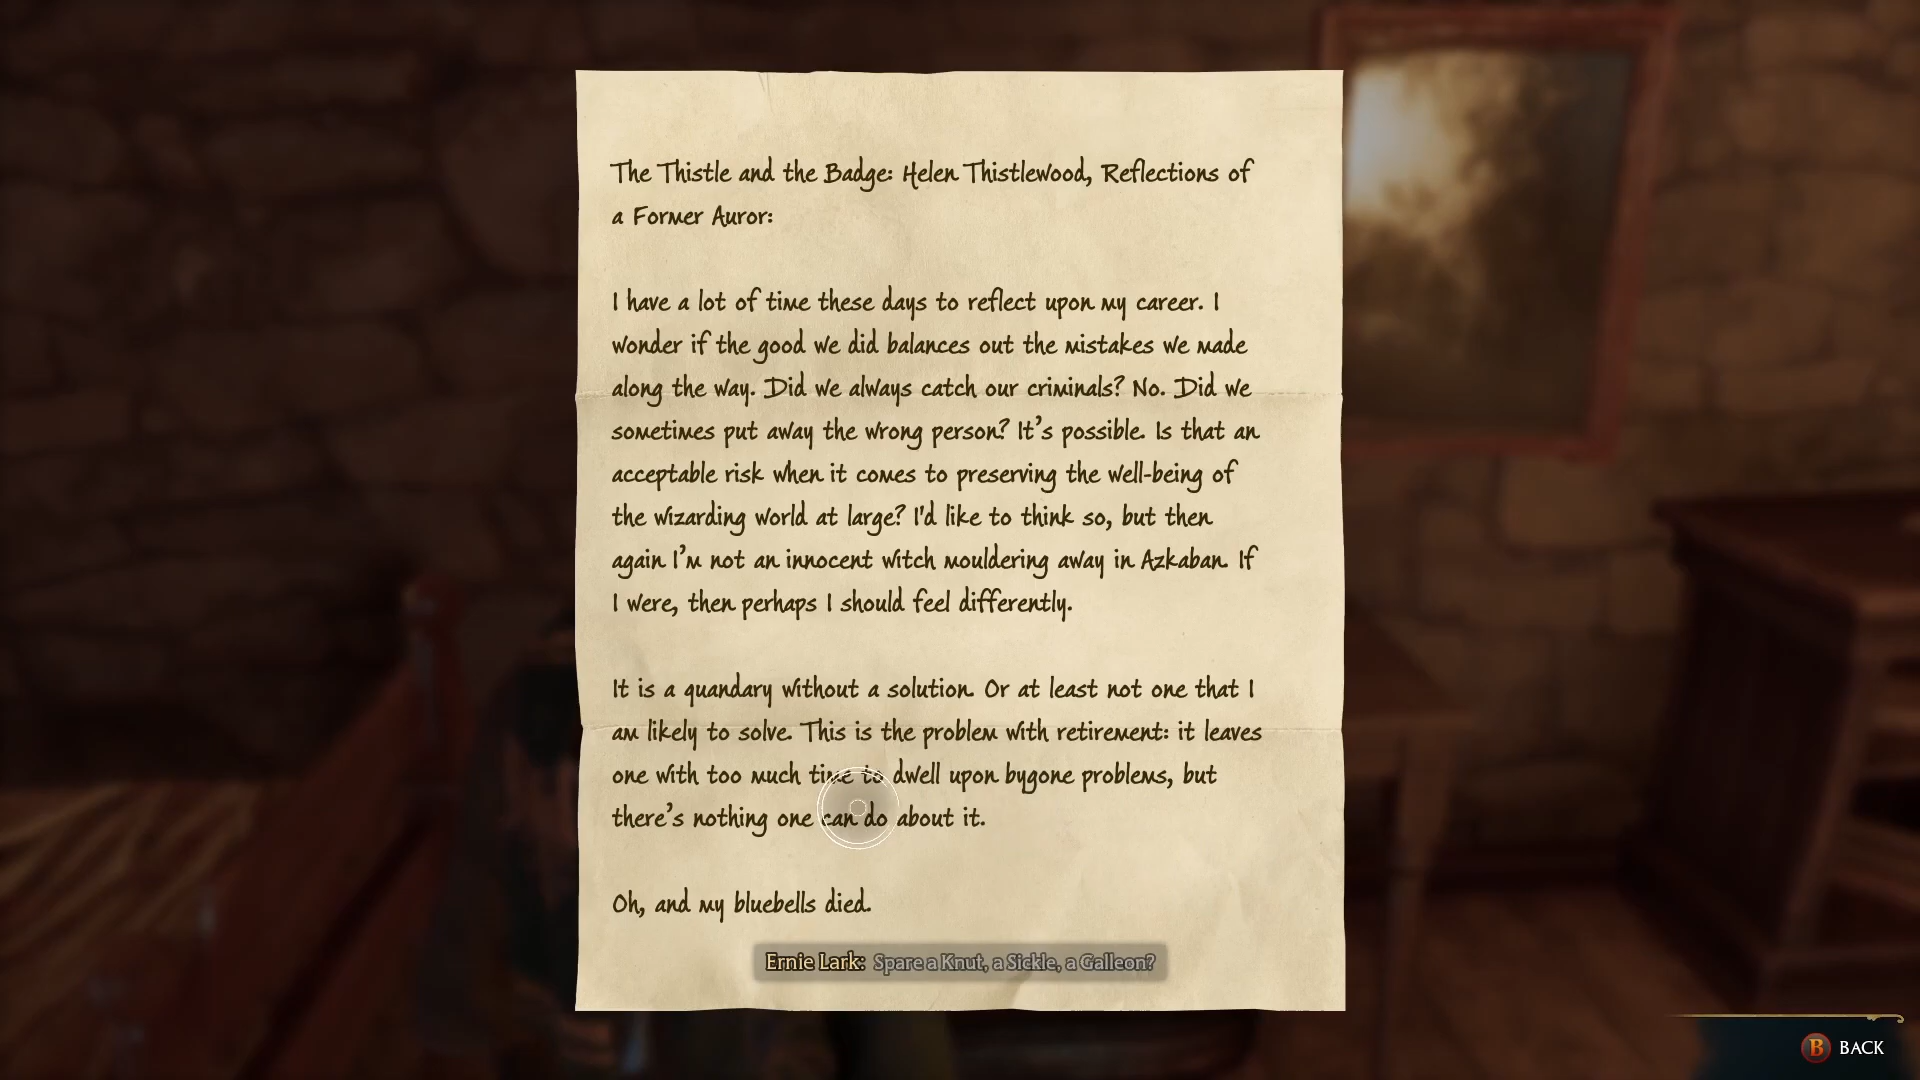 The Thistle and the Badge: Helen Thistlewood, Reflections of
a Former Auror:
I have a lot of time these days to reflect upon my career. I
wonder if the good we did balances out the mistakes we made
along the way. Did we always catch our criminals? No. Did we
sometimes put away the wrong person? It's possible. Is that an
acceptable risk when it comes to preserving the well-being of
the wizarding world at large? I'd like to think so, but then
again I'm not an innocent witch mouldering away in Azkaban. If
I were, then perhaps I should feel differently.
It is a quandary without a solution. Or at least not one that I
am likely to solve. This is the problem with retirement: it leaves
one with too much time to dwell upon bygone problems, but
there's nothing one can do about it.
Oh, and my bluebells died.
Ernie Lark: Spare a Knut, a Sickle, a Galleon?
B BACK